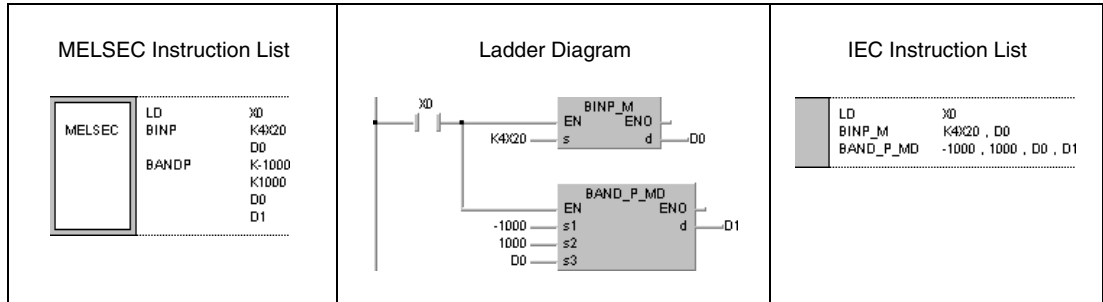 MELSEC Instruction List
MELSEC
LD X0
BINP K4X20
D0
BANDP K-1000
K1000
D0
D1
Ladder Diagram
X0
BINP_M
EN ENO
K4X20 s d D0
BAND_P_MD
EN ENO
-1000 s1 d D1
1000 s2
D0 s3
IEC Instruction List
LD X0
BINP_M K4X20 , D0
BAND_P_MD -1000 , 1000 , D0 , D1